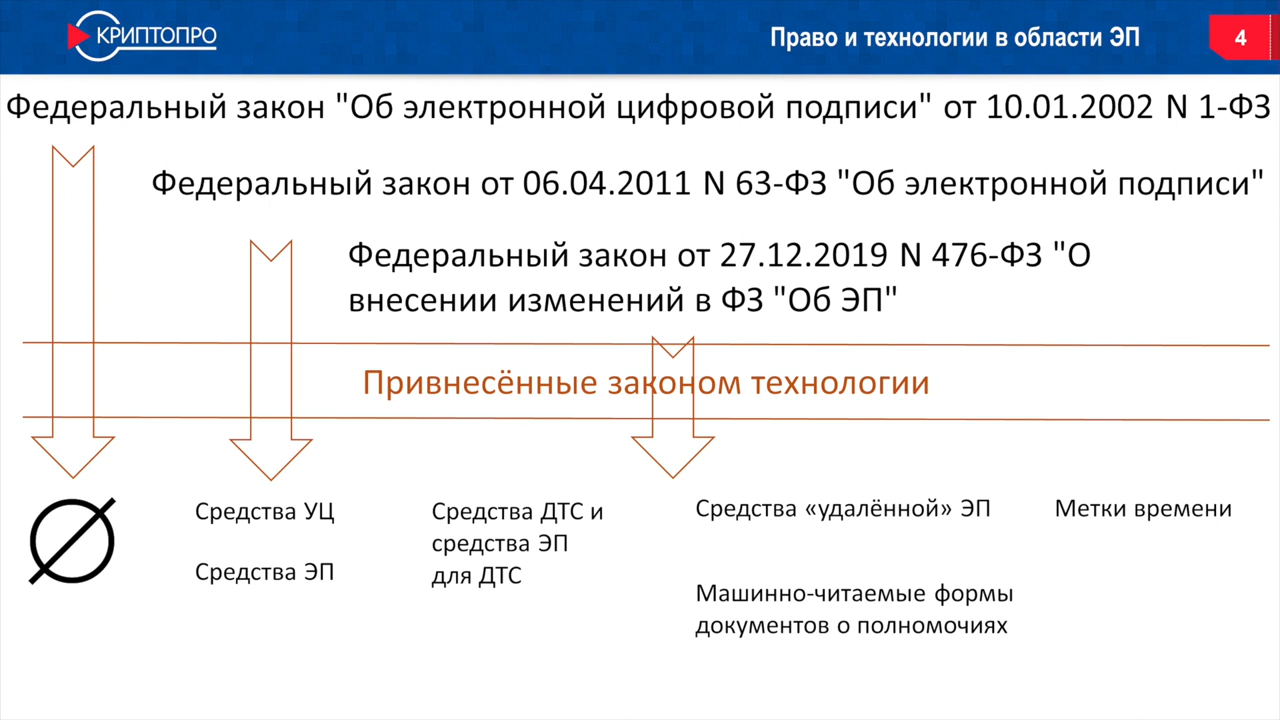 КРИПТОПРО
Право и технологии в области ЭП
4
Федеральный закон "Об электронной цифровой подписи" от 10.01.2002 N 1-ФЗ
Федеральный закон от 06.04.2011 N 63-ФЗ "Об электронной подписи"
Федеральный закон от 27.12.2019 N 476-ФЗ "О
внесении изменений в ФЗ "Об ЭП"
Привнесённые законом технологии
Средства УЦ
Средства ЭП
Средства ДТС и
средства ЭП
для ДТС
Средства «удалённой» ЭП
Машинно-читаемые формы
документов о полномочиях
Метки времени